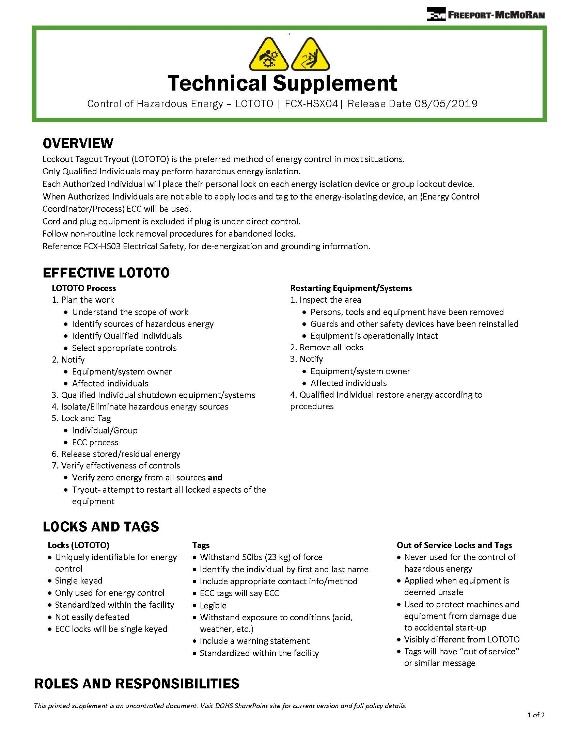 FREEPORT-McMoRAN
Technical Supplement
Control of Hazardous Energy – LOTOTO | FCX-HSX04| Release Date 08/05/2019
OVERVIEW
Lockout Tagout Tryout (LOTOTO) is the preferred method of energy control in most situations.
Only Qualified Individuals may perform hazardous energy isolation.
Each Authorized Individual will place their personal lock on each energy isolation device or group lockout device.
When Authorized Individuals are not able to apply locks and tag to the energy-isolating device, an (Energy Control
Coordinator/Process) ECC will be used.
Cord and plug equipment is excluded if plug is under direct control.
Follow non-routine lock removal procedures for abandoned locks.
Reference FCX-HS03 Electrical Safety, for de-energization and grounding information.
EFFECTIVE LOTOTO
LOTOTO Process
1. Plan the work
• Understand the scope of work
• Identify sources of hazardous energy
• Identify Qualified Individuals
• Select appropriate controls
2. Notify
• Equipment/system owner
• Affected individuals
3. Qualified Individual shutdown equipment/systems
4. Isolate/Eliminate hazardous energy sources
5. Lock and Tag
• Individual/Group
• ECC process
6. Release stored/residual energy
7. Verify effectiveness of controls
• Verify zero energy from all sources and
• Tryout- attempt to restart all locked aspects of the
equipment
Restarting Equipment/Systems
1. Inspect the area
• Persons, tools and equipment have been removed
• Guards and other safety devices have been reinstalled
• Equipment is operationally intact
2. Remove all locks
3. Notify
• Equipment/system owner
• Affected individuals
4. Qualified Individual restore energy according to
procedures
LOCKS AND TAGS
Locks (LOTOTO)
• Uniquely identifiable for energy
control
• Single keyed
• Only used for energy control
• Standardized within the facility
• Not easily defeated
• ECC locks will be single keyed
Tags
• Withstand 50lbs (23 kg) of force
• Identify the individual by first and last name
• Include appropriate contact info/method
• ECC tags will say ECC
• Legible
• Withstand exposure to conditions (acid,
weather, etc.)
• Include a warning statement
• Standardized within the facility
Out of Service Locks and Tags
• Never used for the control of
hazardous energy
• Applied when equipment is
deemed unsafe
• Used to protect machines and
equipment from damage due
to accidental start-up
• Visibly different from LOTOTO
• Tags will have "out of service"
or similar message
ROLES AND RESPONSIBILITIES
This printed supplement is an uncontrolled document. Visit DOHS SharePoint site for current version and full policy details.
1 of 2